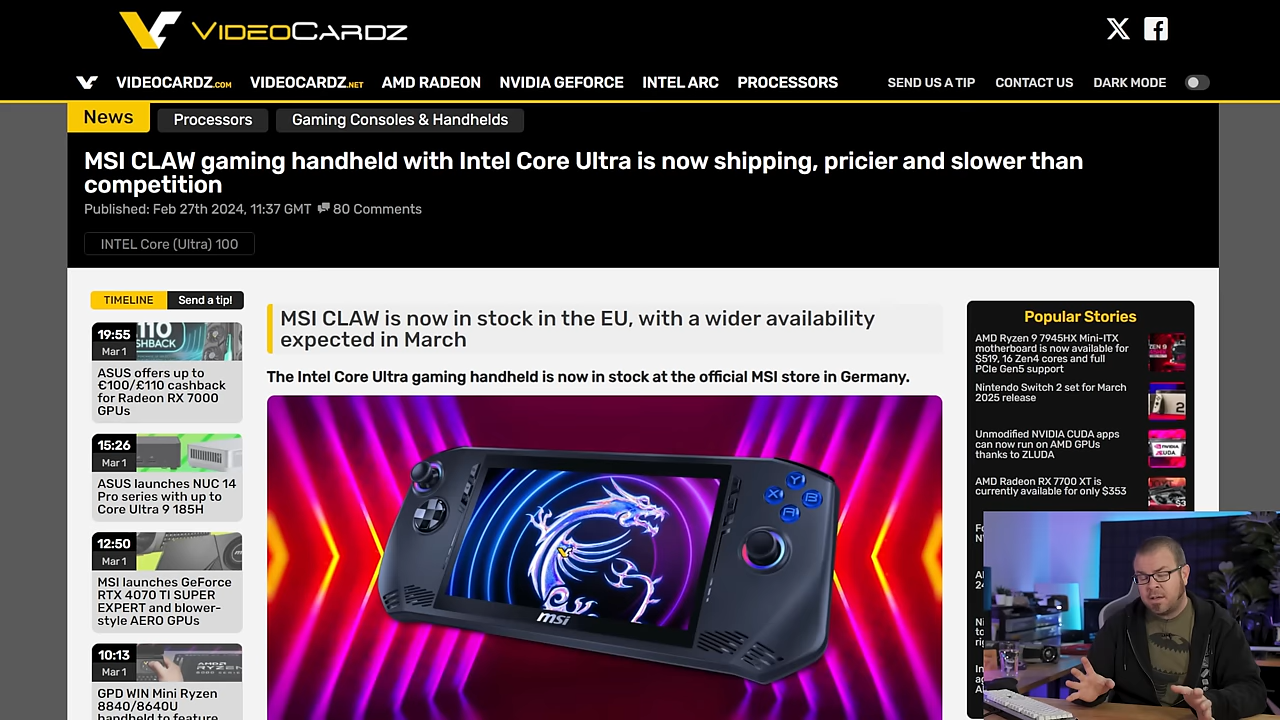 VIDEOCARDZ
VIDEOCARDZ.COM
VIDEOCARDZ.NET
AMD RADEON
NVIDIA GEFORCE
INTEL ARC
PROCESSORS
SEND US A TIP
CONTACT US
DARK MODE
News
Processors
Gaming Consoles & Handhelds
MSI CLAW gaming handheld with Intel Core Ultra is now shipping, pricier and slower than
competition
Published: Feb 27th 2024, 11:37 GMT
80 Comments
INTEL Core (Ultra) 100
TIMELINE
Send a tip!
19:55
Mar 1
ASUS offers up to
€100/£110 cashback
for Radeon RX 7000
GPUs
15:26
Mar 1
ASUS launches NUC 14
Pro series with up to
Core Ultra 9 185H
12:50
Mar 1
MSI launches GeForce
RTX 4070 TI SUPER
EXPERT and blower-
style AERO GPUs
10:13
Mar 1
GPD WIN Mini Ryzen
8840/8640U
handheld to feature
MSI CLAW is now in stock in the EU, with a wider availability
expected in March
The Intel Core Ultra gaming handheld is now in stock at the official MSI store in Germany.
Y
X
B
A
msi
Popular Stories
AMD Ryzen 9 7945HX Mini-ITX
motherboard is now available for
$519, 16 Zen4 cores and full
PCIe Gen5 support
Nintendo Switch 2 set for March
2025 release
Unmodified NVIDIA CUDA apps
can now run on AMD GPUs
thanks to ZLUDA
AMD Radeon RX 7700 XT is
currently available for only $353